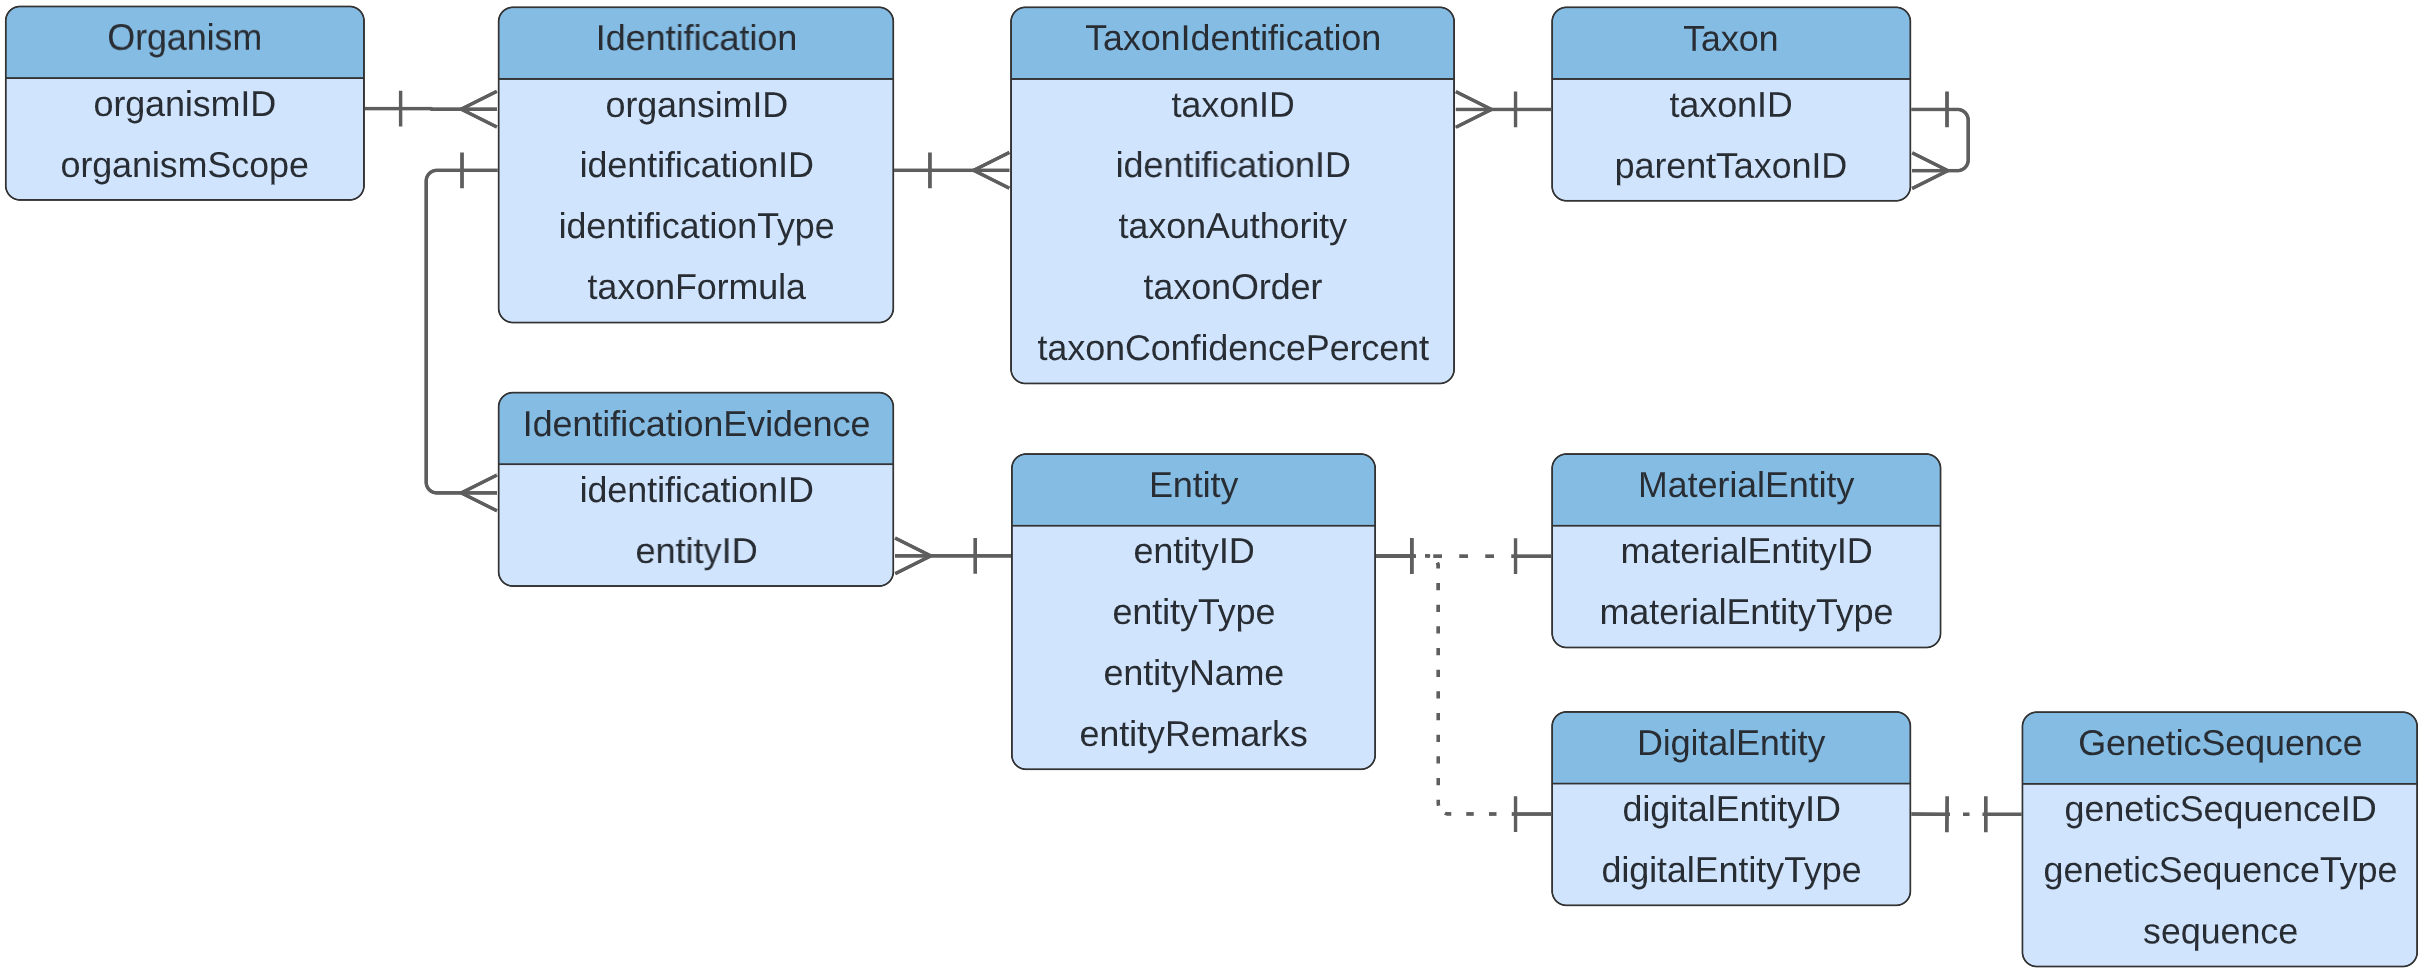 Organism
organismID
organismScope
Identification
organsimID
identificationID
identificationType
taxonFormula
TaxonIdentification
taxonID
identificationID
taxonAuthority
taxonOrder
taxonConfidencePercent
Taxon
taxonID
parentTaxonID
IdentificationEvidence
identificationID
entityID
Entity
entityID
entityType
entityName
entityRemarks
MaterialEntity
materialEntityID
materialEntityType
DigitalEntity
digitalEntityID
digitalEntityType
GeneticSequence
geneticSequenceID
geneticSequenceType
sequence